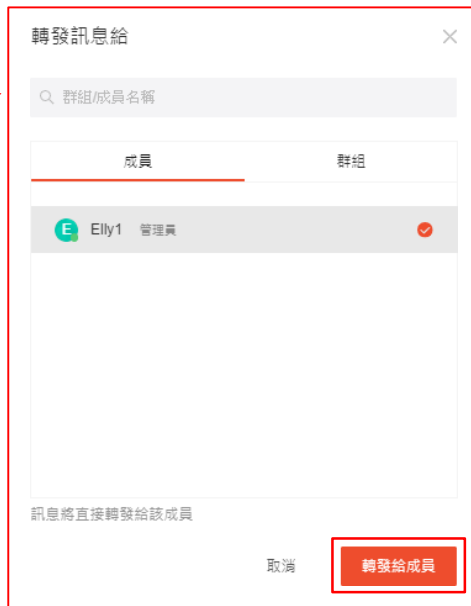 轉發訊息給
群組/成員名稱
成員 群组
E Elly1 管理員
訊息將直接轉發給該成員
取消 轉發給成員